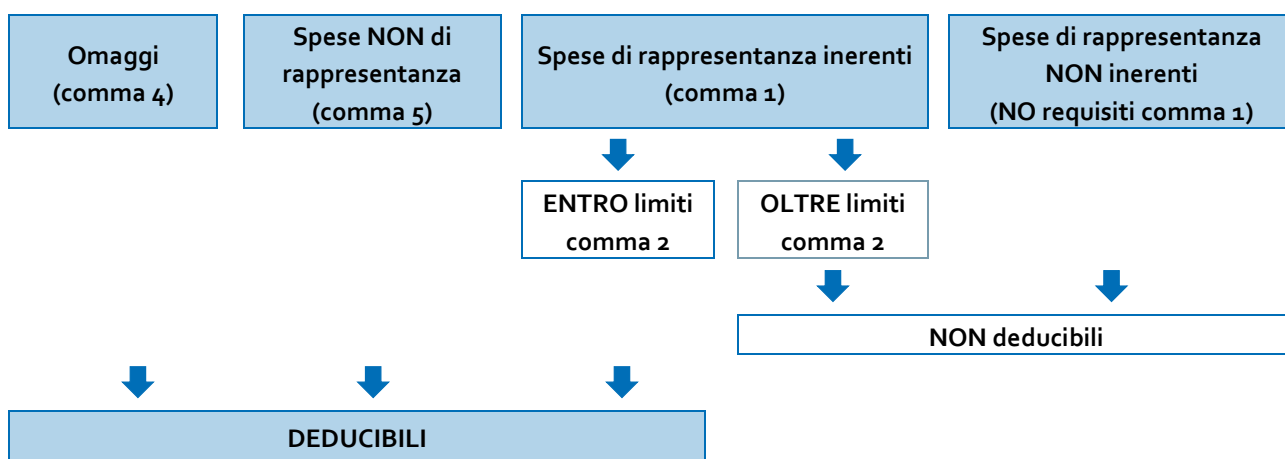 Omaggi
(comma 4)
Spese NON di
rappresentanza
(comma 5)
Spese di rappresentanza inerenti
(comma 1)
Spese di rappresentanza
NON inerenti
(NO requisiti comma 1)
ENTRO limiti
comma 2
OLTRE limiti
comma 2
NON deducibili
DEDUCIBILI